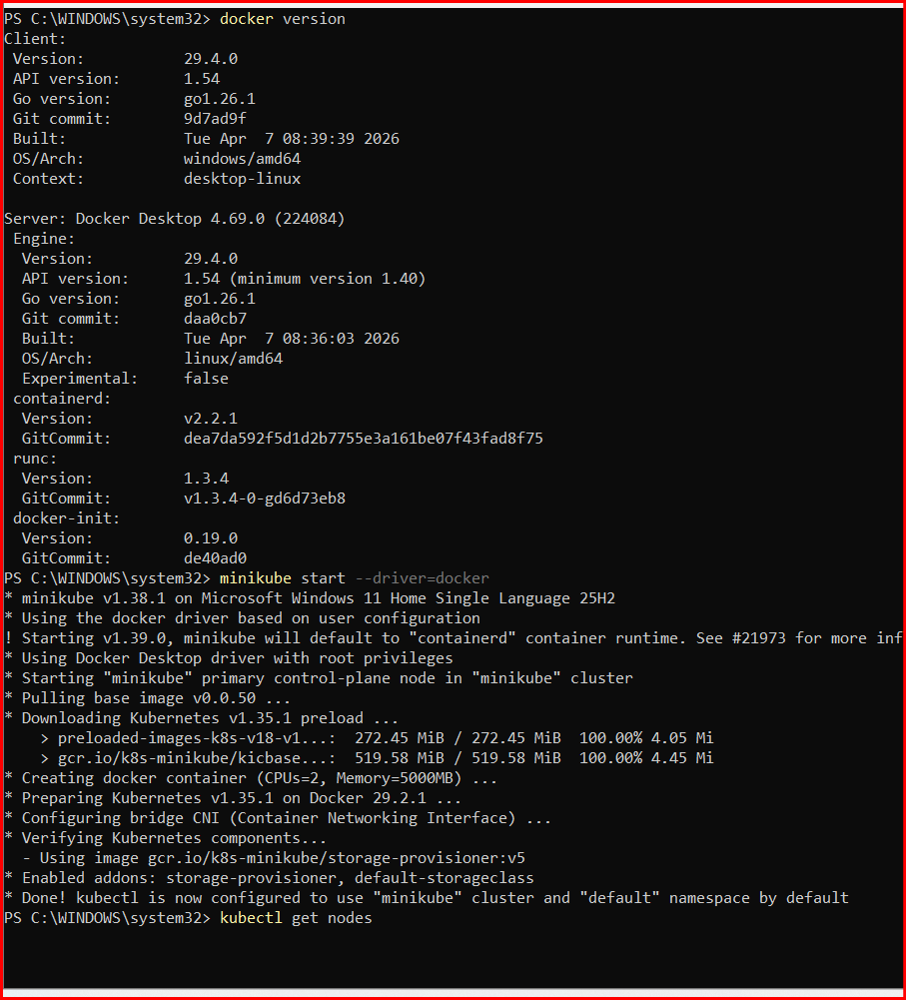 PS C:\WINDOWS\system32> docker version
Client:
 Version:           29.4.0
 API version:       1.54
 Go version:        go1.26.1
 Git commit:        9d7ad9f
 Built:             Tue Apr  7 08:39:39 2026
 OS/Arch:           windows/amd64
 Context:           desktop-linux

Server: Docker Desktop 4.69.0 (224084)
 Engine:
  Version:          29.4.0
  API version:      1.54 (minimum version 1.40)
  Go version:       go1.26.1
  Git commit:       daa0cb7
  Built:            Tue Apr  7 08:36:03 2026
  OS/Arch:          linux/amd64
  Experimental:     false
 containerd:
  Version:          v2.2.1
  GitCommit:        dea7da592f5d1d2b7755e3a161be07f43fad8f75
 runc:
  Version:          1.3.4
  GitCommit:        v1.3.4-0-gd6d73eb8
 docker-init:
  Version:          0.19.0
  GitCommit:        de40ad0
PS C:\WINDOWS\system32> minikube start --driver=docker
* minikube v1.38.1 on Microsoft Windows 11 Home Single Language 25H2
* Using the docker driver based on user configuration
! Starting v1.39.0, minikube will default to "containerd" container runtime. See #21973 for more inf
* Using Docker Desktop driver with root privileges
* Starting "minikube" primary control-plane node in "minikube" cluster
* Pulling base image v0.0.50 ...
* Downloading Kubernetes v1.35.1 preload ...
    > preloaded-images-k8s-v18-v1...:  272.45 MiB / 272.45 MiB  100.00% 4.05 Mi
    > gcr.io/k8s-minikube/kicbase...:  519.58 MiB / 519.58 MiB  100.00% 4.45 Mi
* Creating docker container (CPUs=2, Memory=5000MB) ...
* Preparing Kubernetes v1.35.1 on Docker 29.2.1 ...
* Configuring bridge CNI (Container Networking Interface) ...
* Verifying Kubernetes components...
  - Using image gcr.io/k8s-minikube/storage-provisioner:v5
* Enabled addons: storage-provisioner, default-storageclass
* Done! kubectl is now configured to use "minikube" cluster and "default" namespace by default
PS C:\WINDOWS\system32> kubectl get nodes